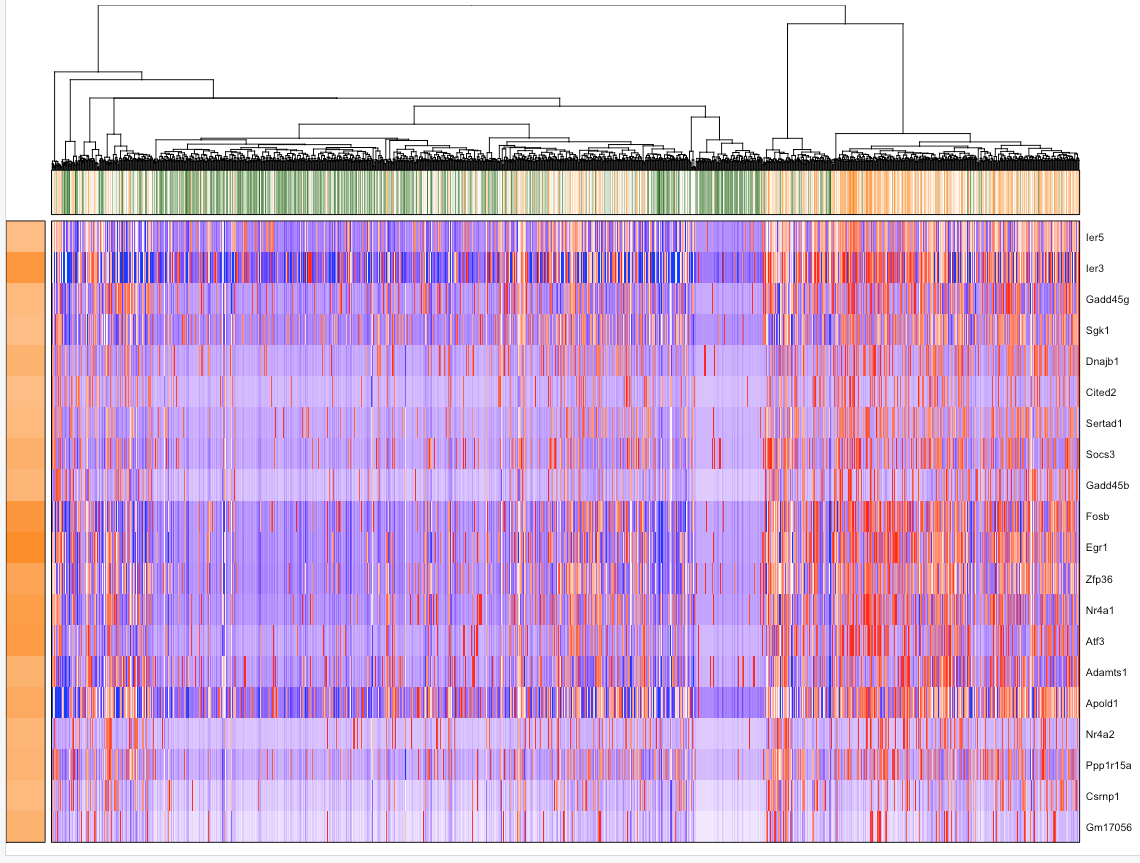 Ier5
Ier3
Gadd45g
Sgk1
Dnajb1
Cited2
Sertad1
Socs3
Gadd45b
Fosb
Egr1
Zfp36
Nr4a1
Atf3
Adamts1
Apold1
Nr4a2
Ppp1r15a
Csrnp1
Gm17056